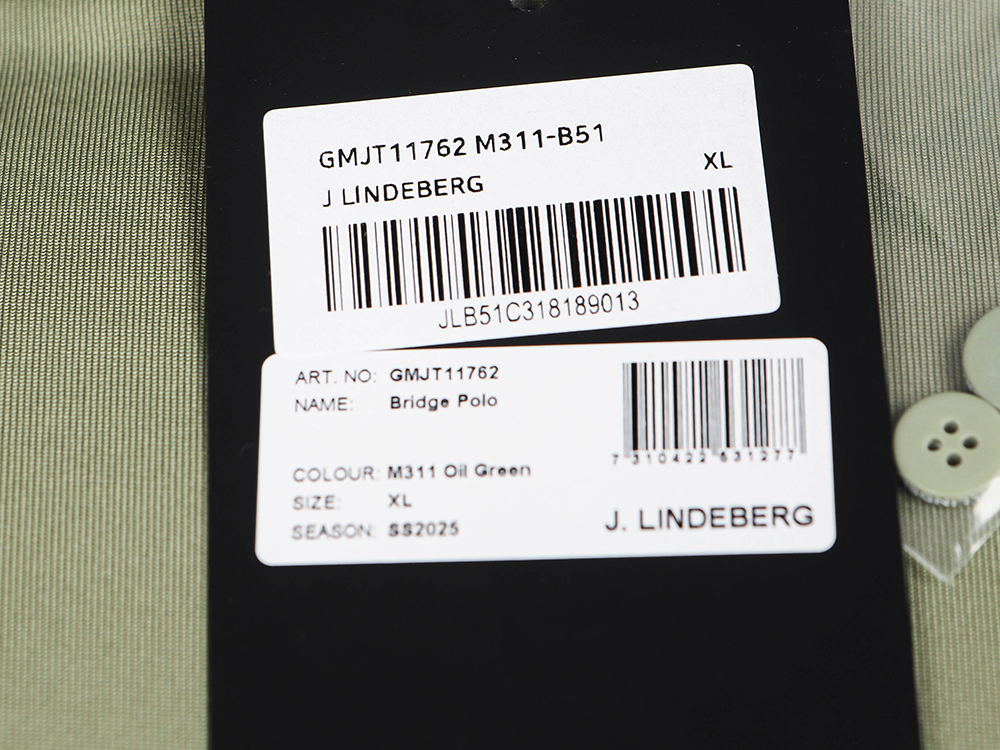 GMJT11762 M311-B51
J LINDEBERG
XL
JLB51C318189013
ART. NO: GMJT11762
NAME: Bridge Polo
COLOUR: M311 Oil Green
SIZE: XL
SEASON: SS2025
7 310422 631277
J. LINDEBERG